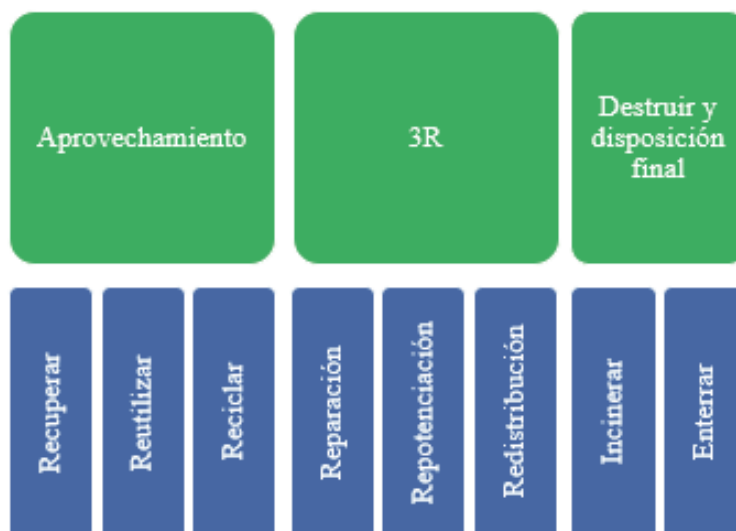 Aprovechamiento
3R
Destruir y
disposición
final
Recuperar
Reutilizar
Reciclar
Reparación
Repotenciación
Redistribución
Incinerar
Enterrar